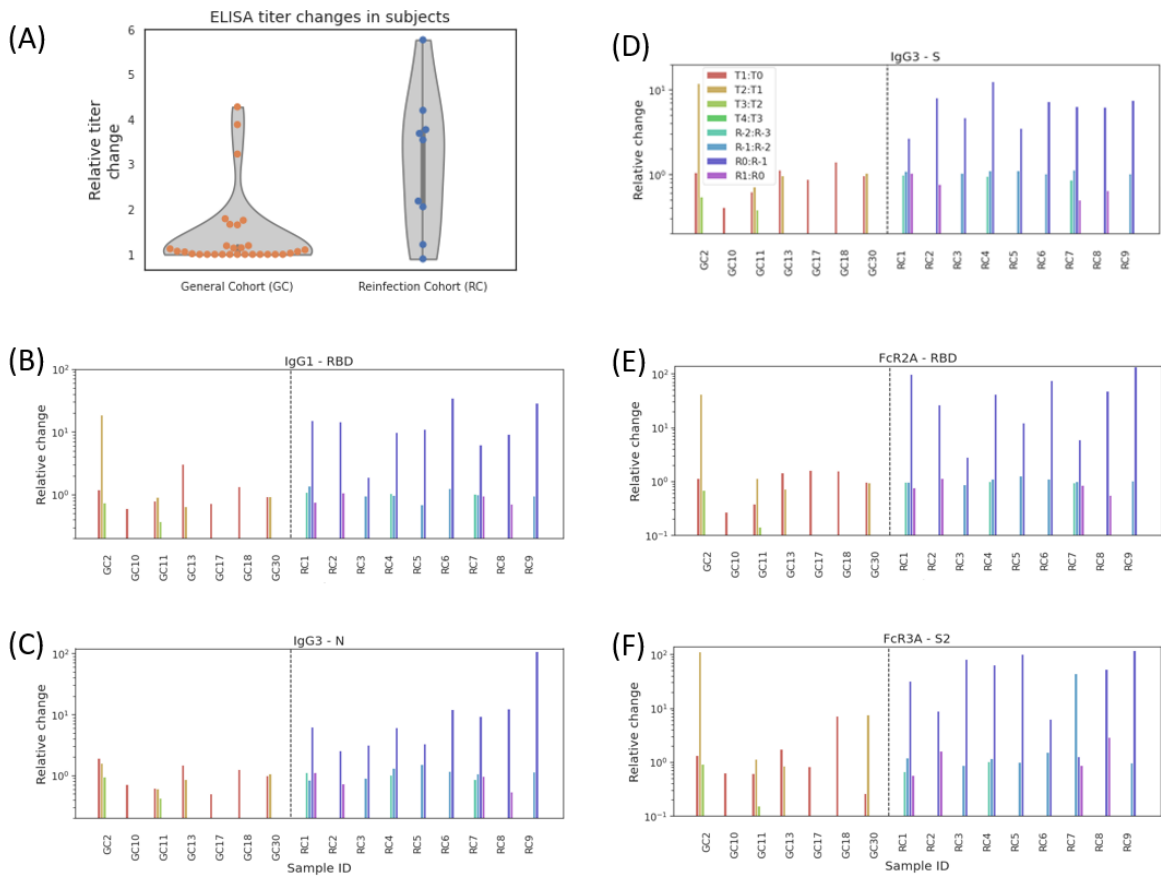 (A)
ELISA titer changes in subjects
Relative titer
change
6
5
4
3
2
1
General Cohort (GC)
Reinfection Cohort (RC)
(B)
IgG1 - RBD
Relative change
10²
10¹
10⁰
GC2
GC10
GC11
GC13
GC17
GC18
GC30
RC1
RC2
RC3
RC4
RC5
RC6
RC7
RC8
RC9
(C)
IgG3 - N
Relative change
10²
10¹
10⁰
GC2
GC10
GC11
GC13
GC17
GC18
GC30
RC1
RC2
RC3
RC4
RC5
RC6
RC7
RC8
RC9
Sample ID
(D)
IgG3 - S
Relative change
10¹
10⁰
T1:T0
T2:T1
T3:T2
T4:T3
R-2:R-3
R-1:R-2
R0:R-1
R1:R0
GC2
GC10
GC11
GC13
GC17
GC18
GC30
RC1
RC2
RC3
RC4
RC5
RC6
RC7
RC8
RC9
(E)
FcR2A - RBD
Relative change
10²
10¹
10⁰
10⁻¹
GC2
GC10
GC11
GC13
GC17
GC18
GC30
RC1
RC2
RC3
RC4
RC5
RC6
RC7
RC8
RC9
(F)
FcR3A - S2
Relative change
10²
10¹
10⁰
10⁻¹
GC2
GC10
GC11
GC13
GC17
GC18
GC30
RC1
RC2
RC3
RC4
RC5
RC6
RC7
RC8
RC9
Sample ID